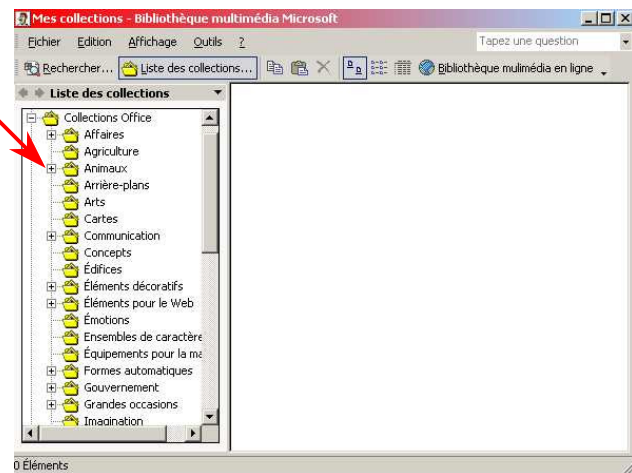 Mes collections - Bibliothèque multimédia Microsoft
Fichier Edition Affichage Outils ? Tapez une question
Rechercher... Liste des collections... Bibliothèque mulimédia en ligne
Liste des collections
Collections Office
Affaires
Agriculture
Animaux
Arrière-plans
Arts
Cartes
Communication
Concepts
Édifices
Éléments décoratifs
Éléments pour le Web
Émotions
Ensembles de caractère
Équipements pour la ma
Formes automatiques
Gouvernement
Grandes occasions
Imagination
0 Éléments